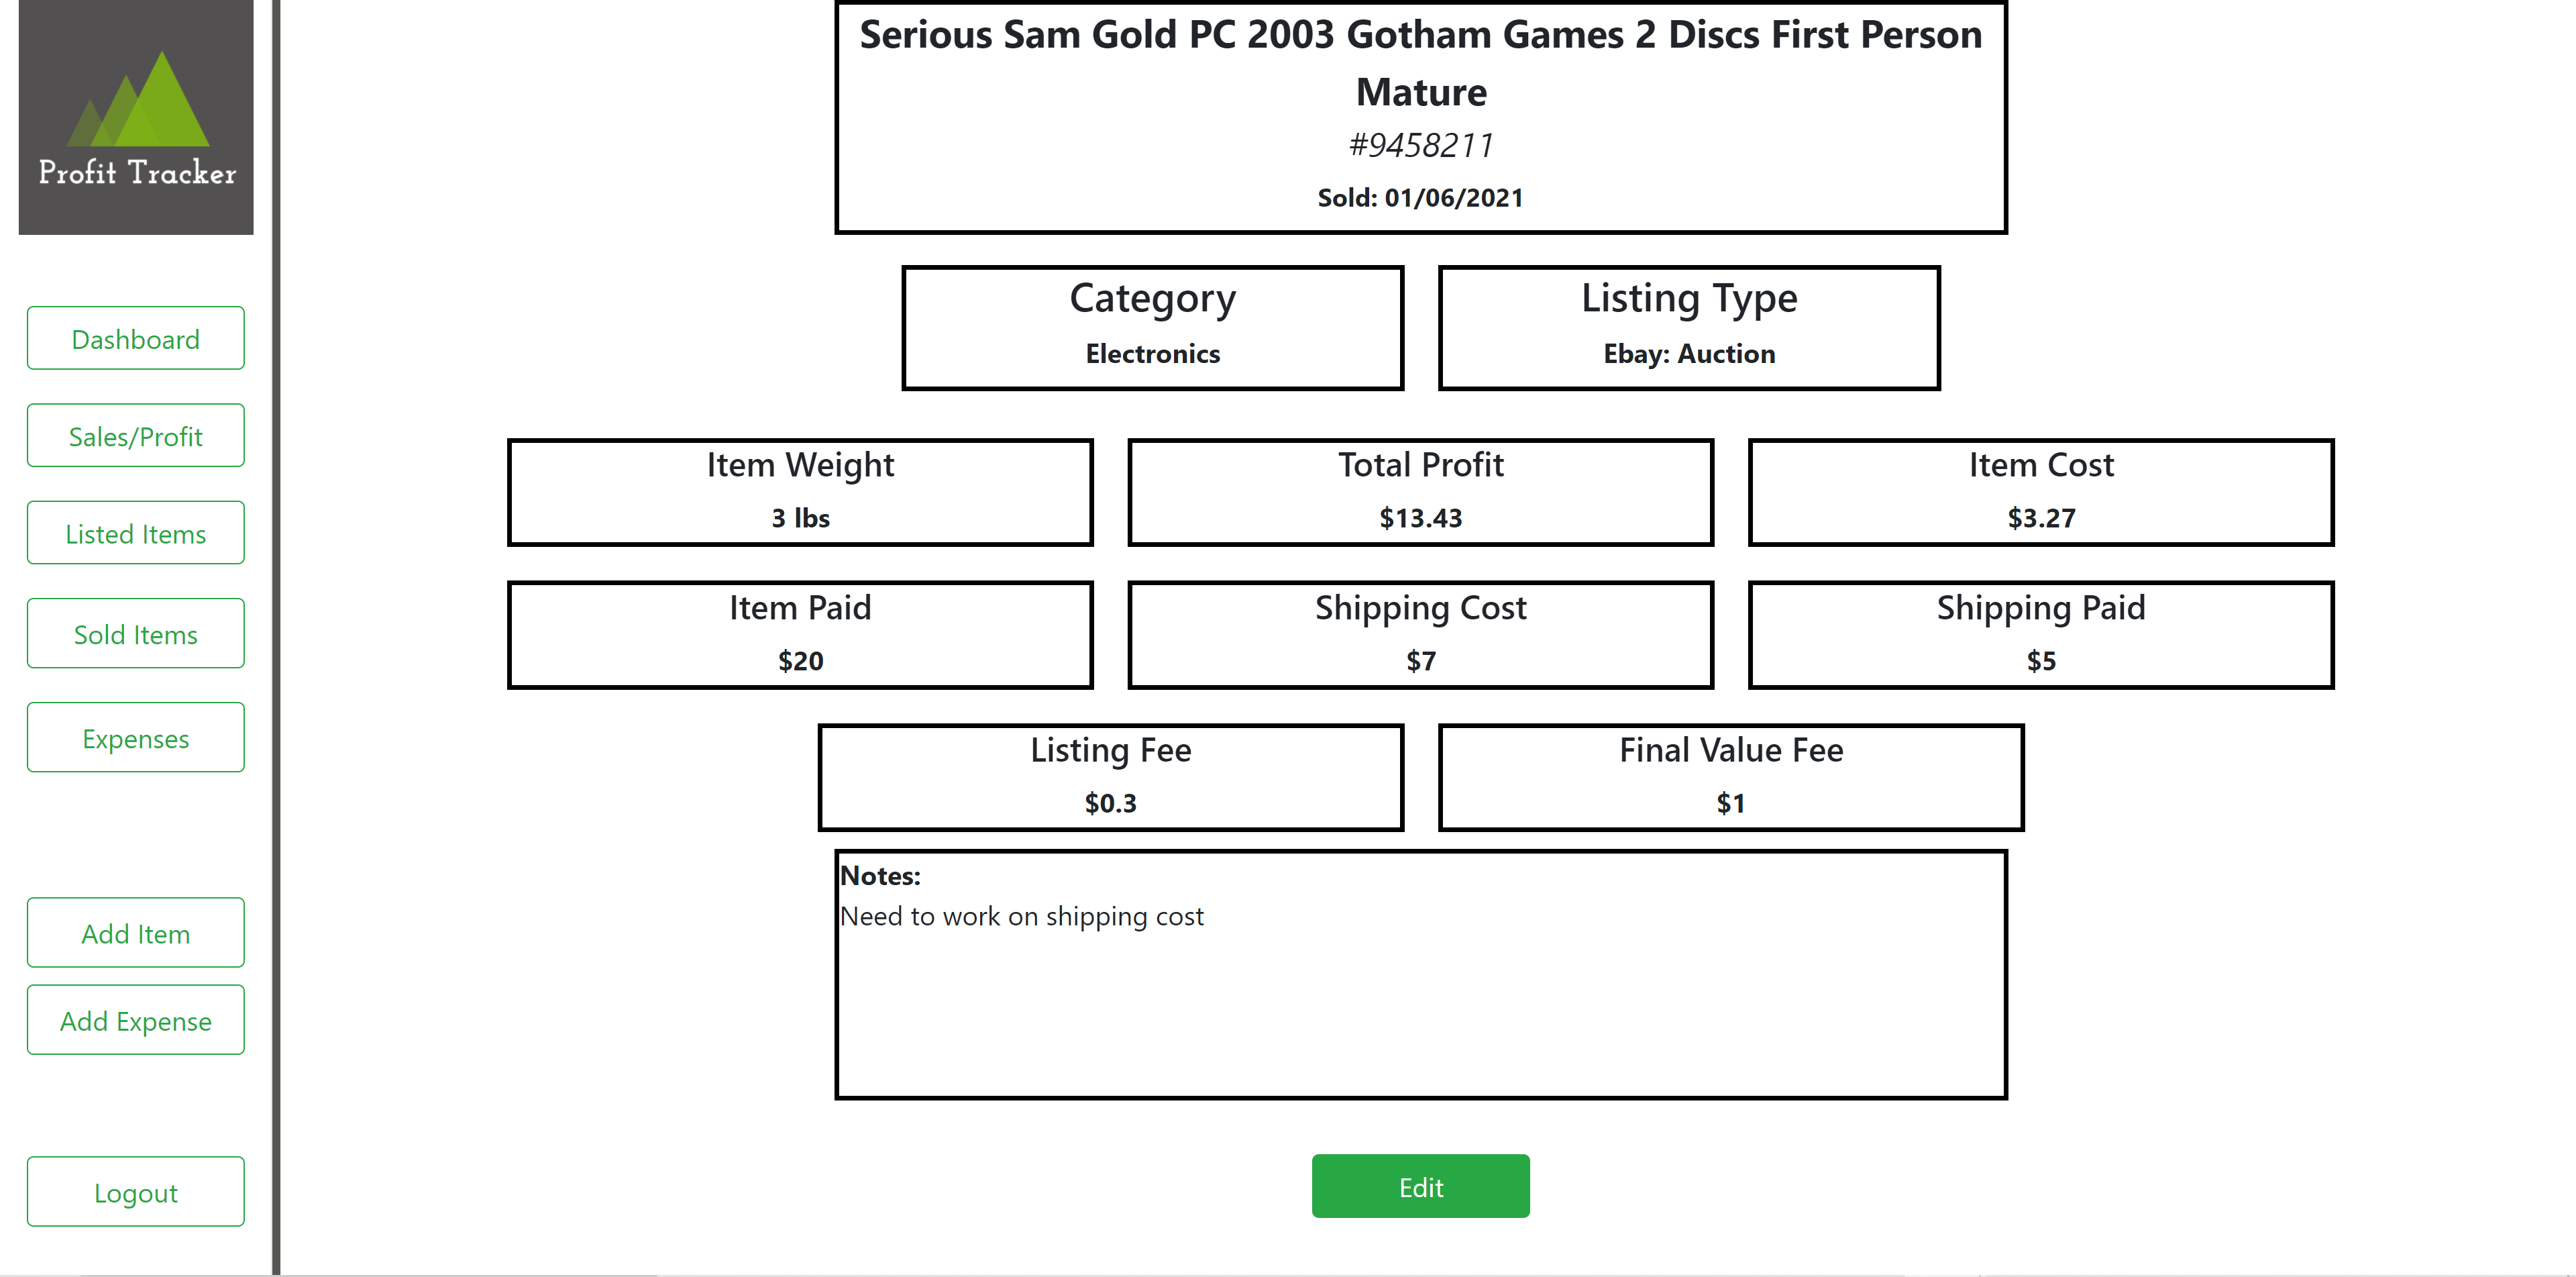 Profit Tracker
Dashboard
Sales/Profit
Listed Items
Sold Items
Expenses
Add Item
Add Expense
Logout
Serious Sam Gold PC 2003 Gotham Games 2 Discs First Person
Mature
#9458211
Sold: 01/06/2021
Category
Electronics
Listing Type
Ebay: Auction
Item Weight
3 lbs
Total Profit
$13.43
Item Cost
$3.27
Item Paid
$20
Shipping Cost
$7
Shipping Paid
$5
Listing Fee
$0.3
Final Value Fee
$1
Notes:
Need to work on shipping cost
Edit